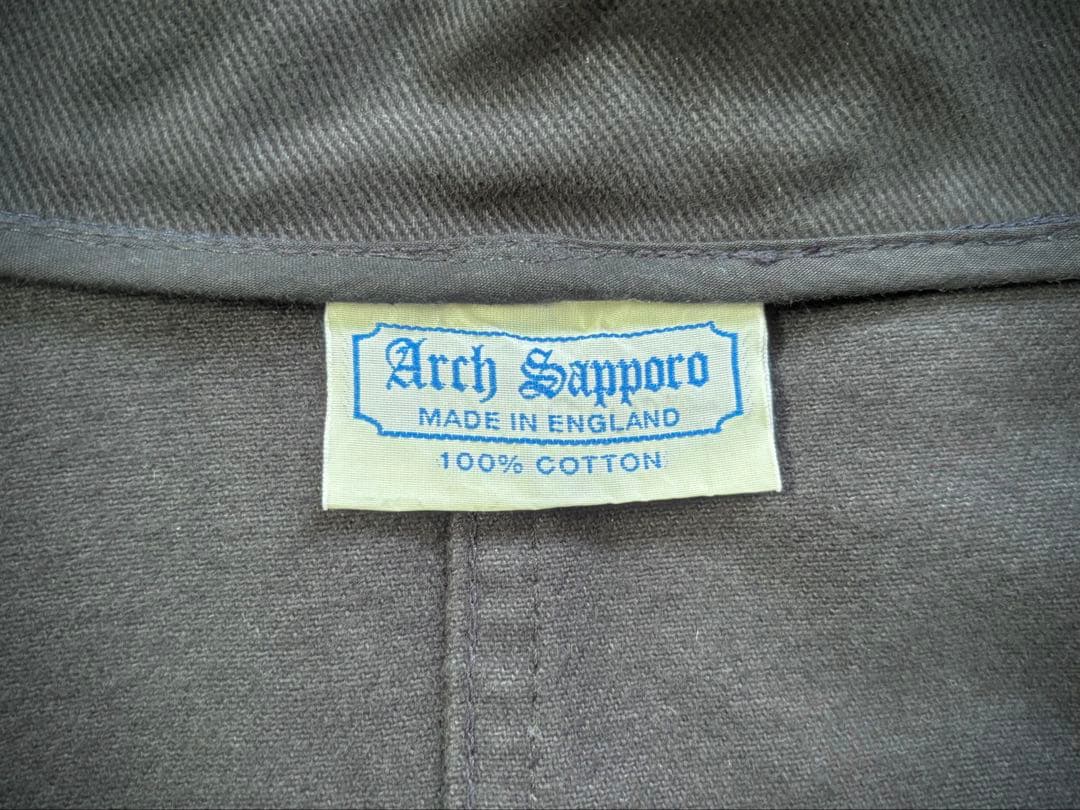 Arch Sapporo
MADE IN ENGLAND
100% COTTON